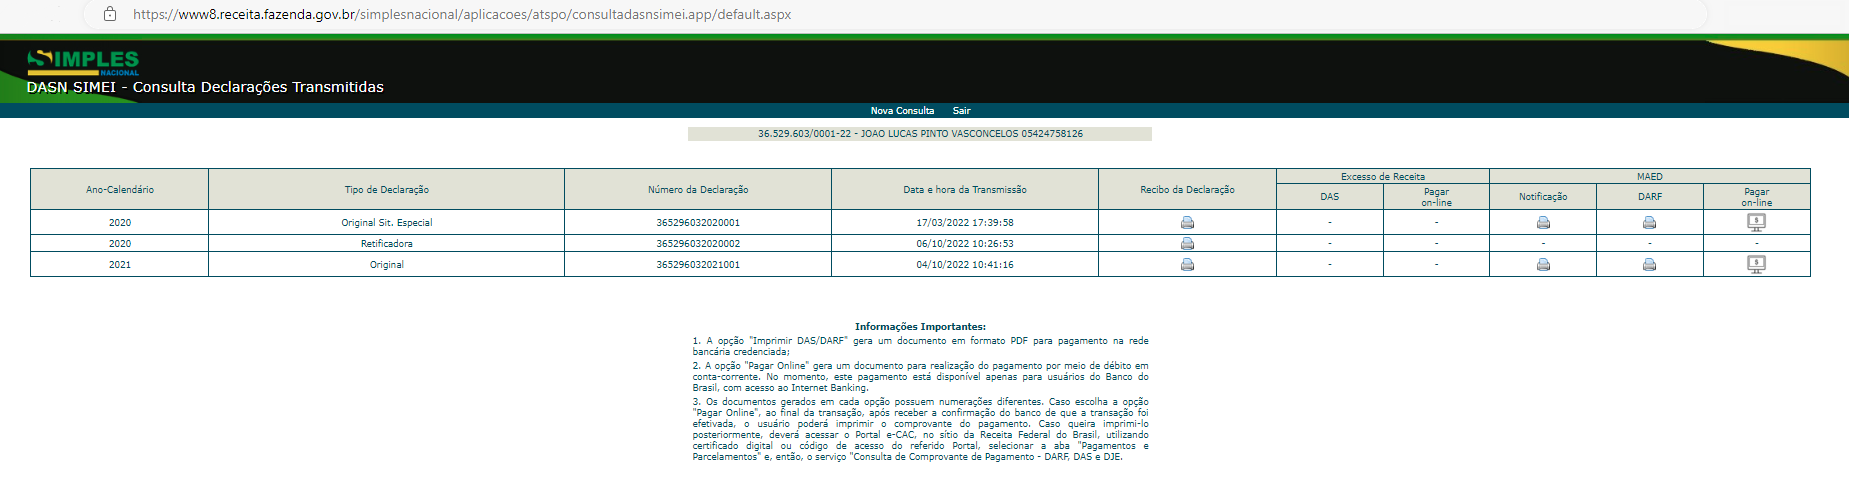 https://www8.receita.fazenda.gov.br/simplesnacional/aplicacoes/atspo/consultadasnsimei.app/default.aspx
SIMPLES
NACIONAL
DASN SIMEI - Consulta Declarações Transmitidas
Nova Consulta Sair
36.529.603/0001-22 - JOAO LUCAS PINTO VASCONCELOS 05424758126
Ano-Calendário Tipo de Declaração Número da Declaração Data e hora da Transmissão Recibo da Declaração Excesso de Receita MAED
DAS Pagar on-line Notificação DARF Pagar on-line
2020 Original Sit. Especial 365296032020001 17/03/2022 17:39:58 - -
2020 Retificadora 365296032020002 06/10/2022 10:26:53 - - - - -
2021 Original 365296032021001 04/10/2022 10:41:16 - -
Informações Importantes:
1. A opção "Imprimir DAS/DARF" gera um documento em formato PDF para pagamento na rede
bancária credenciada;
2. A opção "Pagar Online" gera um documento para realização do pagamento por meio de débito em
conta-corrente. No momento, este pagamento está disponível apenas para usuários do Banco do
Brasil, com acesso ao Internet Banking.
3. Os documentos gerados em cada opção possuem numerações diferentes. Caso escolha a opção
"Pagar Online", ao final da transação, após receber a confirmação do banco de que a transação foi
efetivada, o usuário poderá imprimir o comprovante do pagamento. Caso queira imprimi-lo
posteriormente, deverá acessar o Portal e-CAC, no sítio da Receita Federal do Brasil, utilizando
certificado digital ou código de acesso do referido Portal, selecionar a aba "Pagamentos e
Parcelamentos" e, então, o serviço "Consulta de Comprovante de Pagamento - DARF, DAS e DJE.